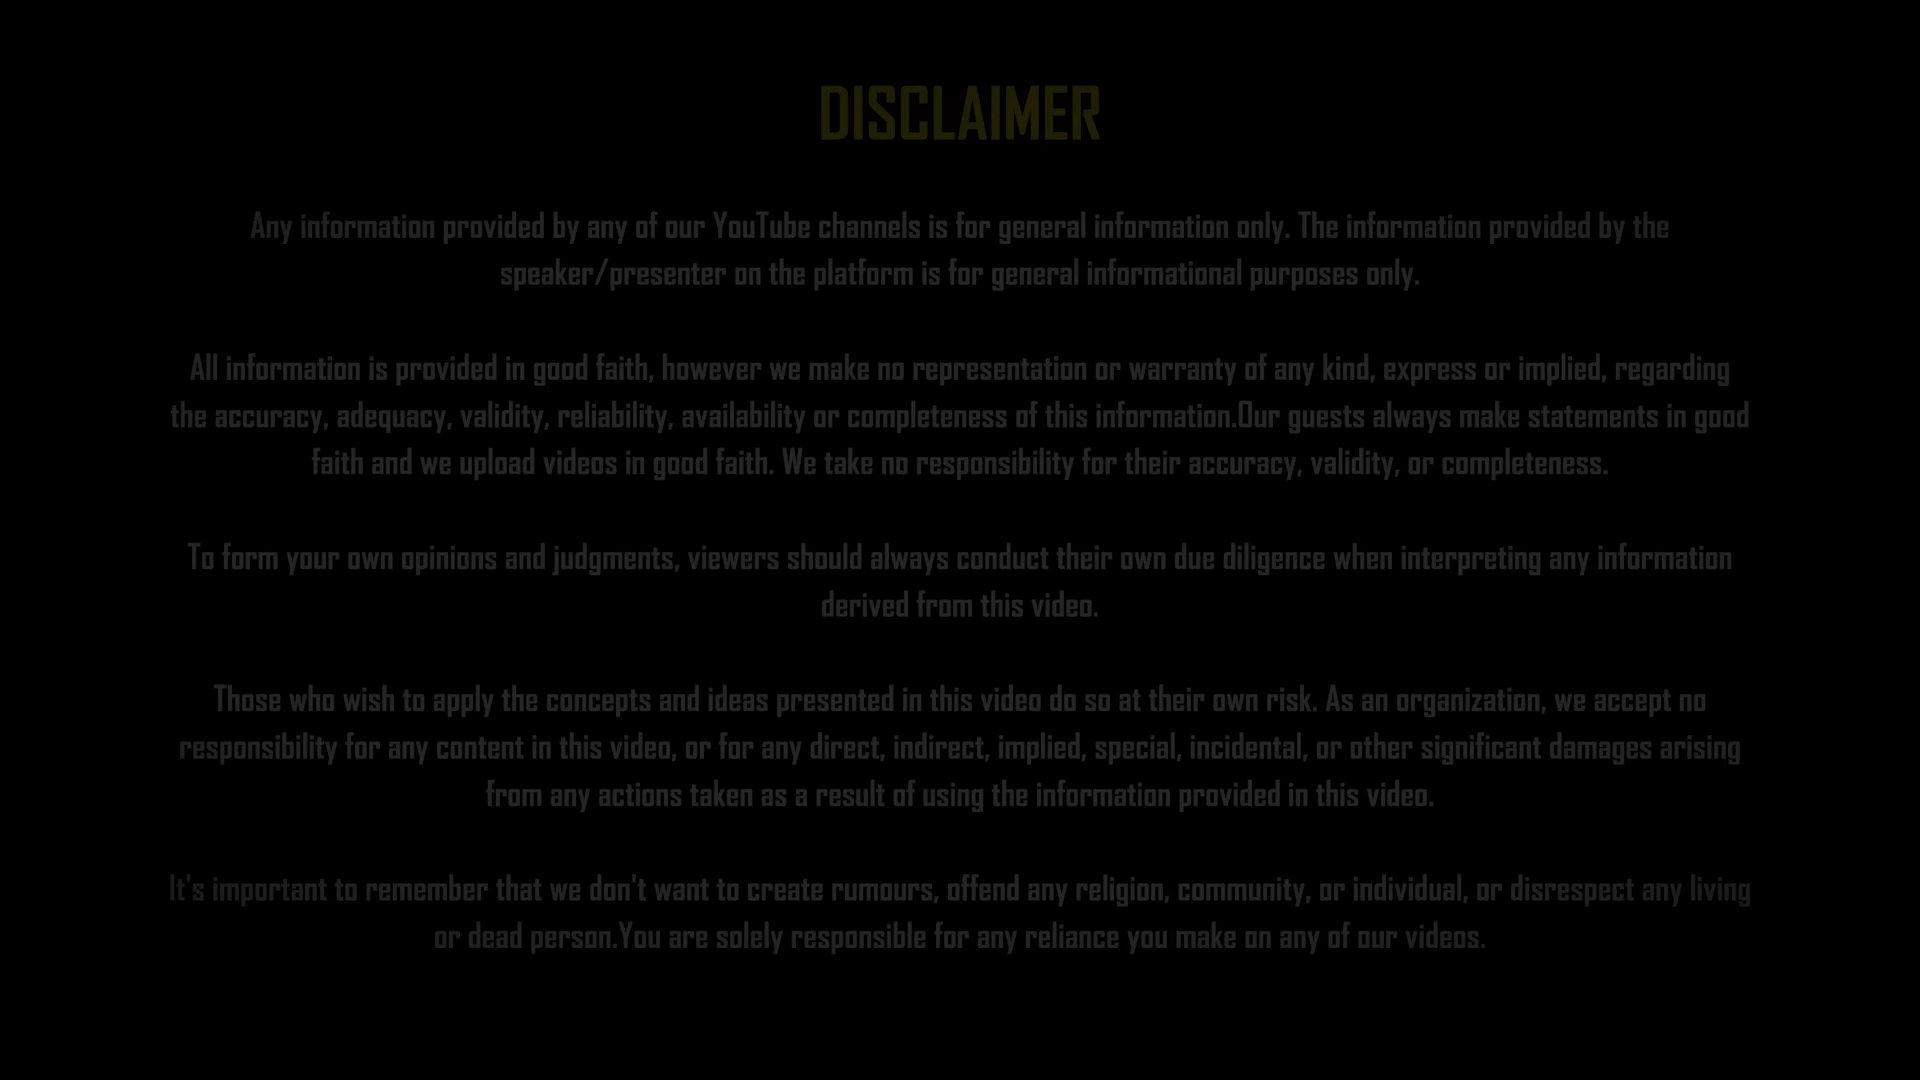 DISCLAIMER
Any information provided by any of our YouTube channels is for general information only. The information provided by the
speaker/presenter on the platform is for general informational purposes only.
All information is provided in good faith, however we make no representation or warranty of any kind, express or implied, regarding
the accuracy, adequacy, validity, reliability, availability or completeness of this information.Our guests always make statements in good
faith and we upload videos in good faith. We take no responsibility for their accuracy, validity, or completeness.
To form your own opinions and judgments, viewers should always conduct their own due diligence when interpreting any information
derived from this video.
Those who wish to apply the concepts and ideas presented in this video do so at their own risk. As an organization, we accept no
responsibility for any content in this video, or for any direct, indirect, implied, special, incidental, or other significant damages arising
from any actions taken as a result of using the information provided in this video.
It's important to remember that we don't want to create rumours, offend any religion, community, or individual, or disrespect any living
or dead person.You are solely responsible for any reliance you make on any of our videos.